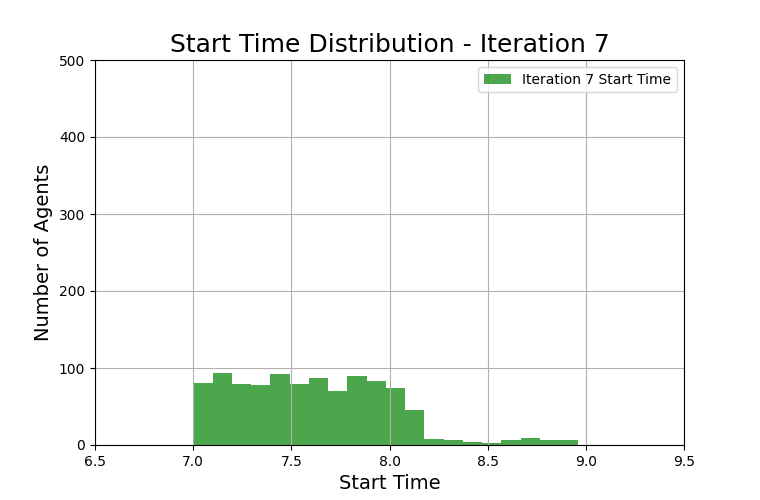 Start Time Distribution - Iteration 7
Iteration 7 Start Time
Number of Agents
500
400
300
200
100
0
6.5 7.0 7.5 8.0 8.5 9.0 9.5
Start Time